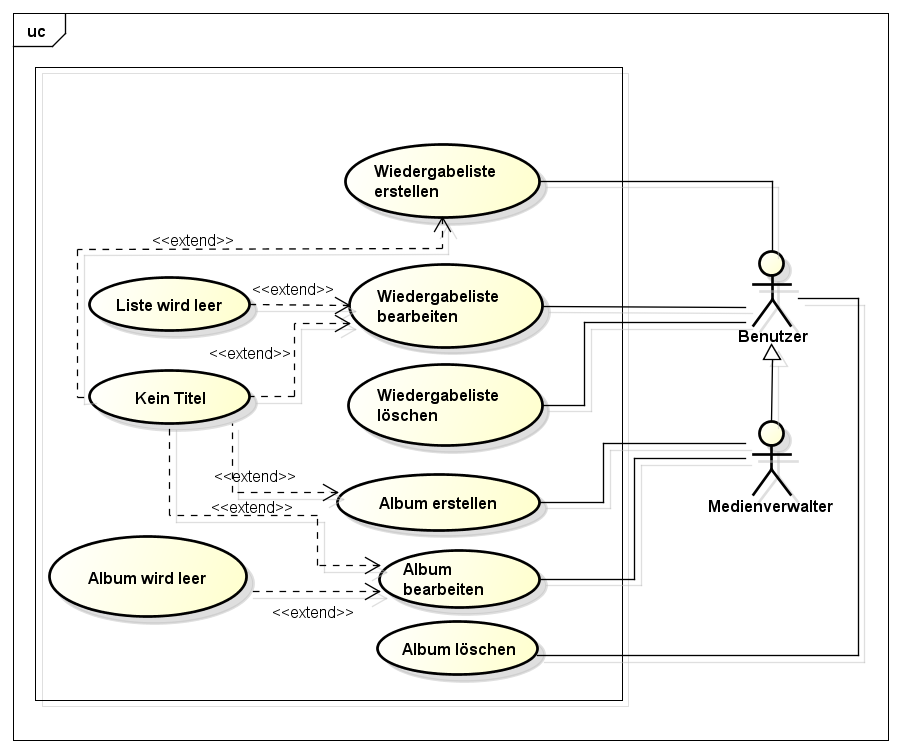 uc
Wiedergabeliste
erstellen
<<extend>>
Liste wird leer
<<extend>>
Wiedergabeliste
bearbeiten
Benutzer
<<extend>>
Kein Titel
Wiedergabeliste
löschen
<<extend>>
Album erstellen
Medienverwalter
<<extend>>
Album wird leer
Album
bearbeiten
<<extend>>
Album löschen